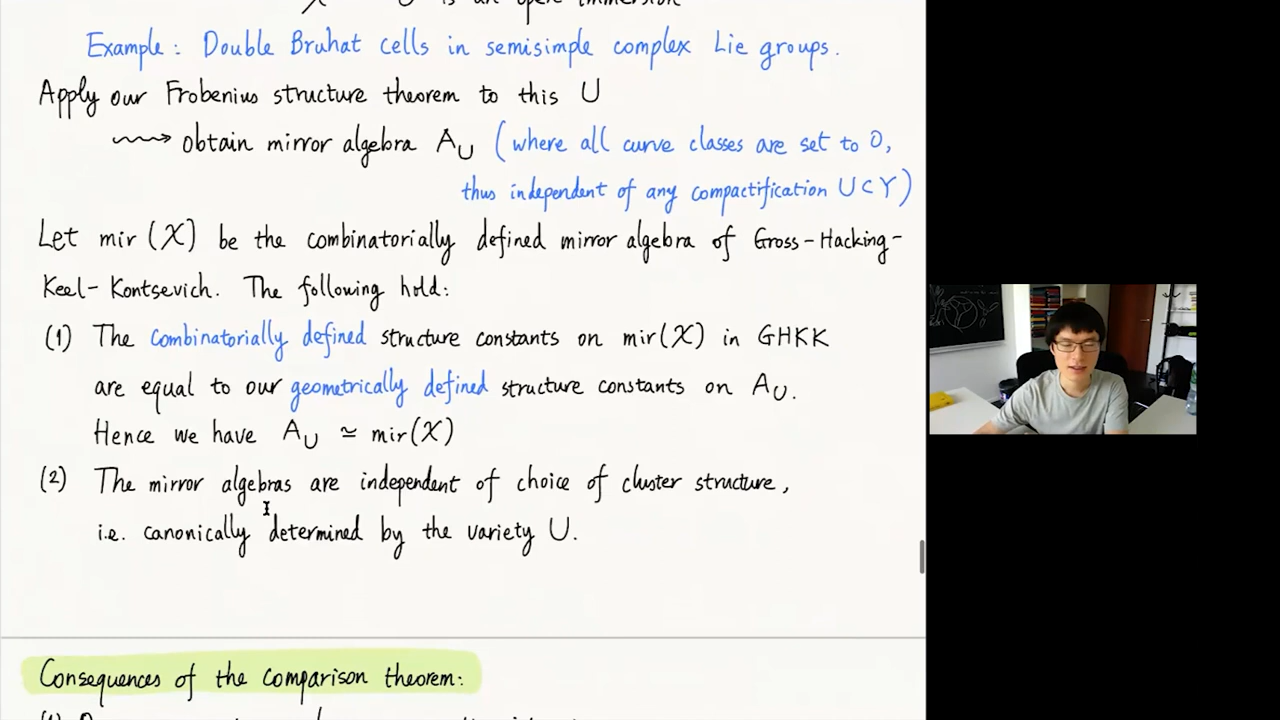 X → U is an open immersion
Example : Double Bruhat cells in semisimple complex Lie groups.
Apply our Frobenius structure theorem to this U
⟿ obtain mirror algebra A_U (where all curve classes are set to 0,
thus independent of any compactification U⊂Y)
Let mir(X) be the combinatorially defined mirror algebra of Gross-Hacking-
Keel-Kontsevich. The following hold:
(1) The combinatorially defined structure constants on mir(X) in GHKK
are equal to our geometrically defined structure constants on A_U.
Hence we have A_U ≃ mir(X)
(2) The mirror algebras are independent of choice of cluster structure,
i.e. canonically determined by the variety U.
Consequences of the comparison theorem: